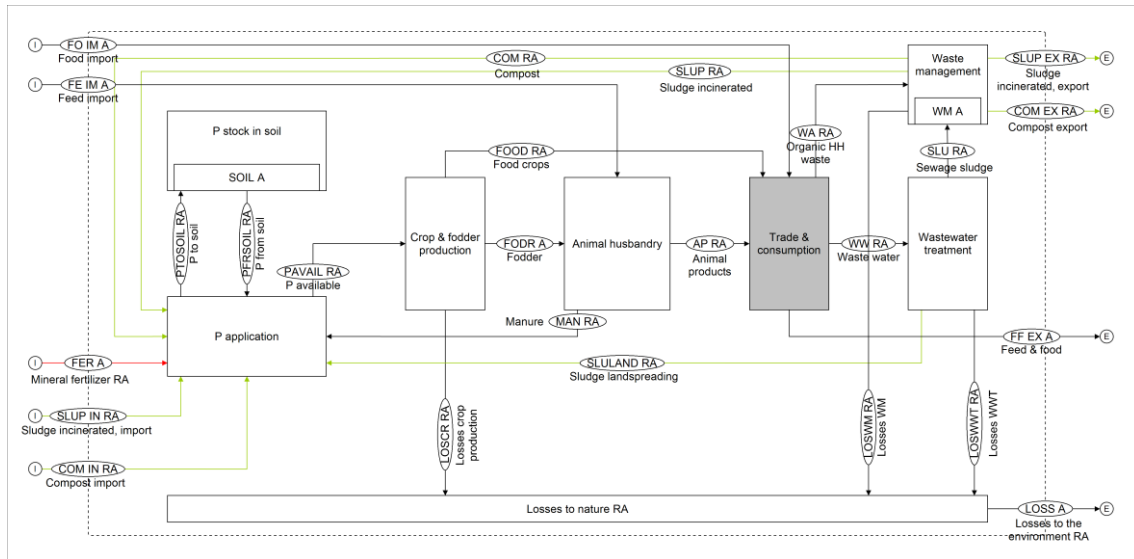 I
FO IM A
Food import
I
FE IM A
Feed import
COM RA
Compost
SLUP RA
Sludge incinerated
Waste
management
WM A
SLUP EX RA
E
Sludge
incinerated, export
COM EX RA
E
Compost export
P stock in soil
SOIL A
WA RA
Organic HH
waste
SLU RA
Sewage sludge
FOOD RA
Food crops
PTOSOIL RA
P to soil
PFRSOIL RA
P from soil
PAVAIL RA
P available
Crop & fodder
production
FODR A
Fodder
Animal husbandry
AP RA
Animal
products
Trade &
consumption
WW RA
Waste water
Wastewater
treatment
P application
Manure
MAN RA
FF EX A
E
Feed & food
I
FER A
Mineral fertilizer RA
SLULAND RA
Sludge landspreading
I
SLUP IN RA
Sludge incinerated, import
I
COM IN RA
Compost import
LOSCR RA
Losses crop
production
LOSWM RA
Losses WM
LOSWWT RA
Losses WWT
Losses to nature RA
LOSS A
E
Losses to the
environment RA